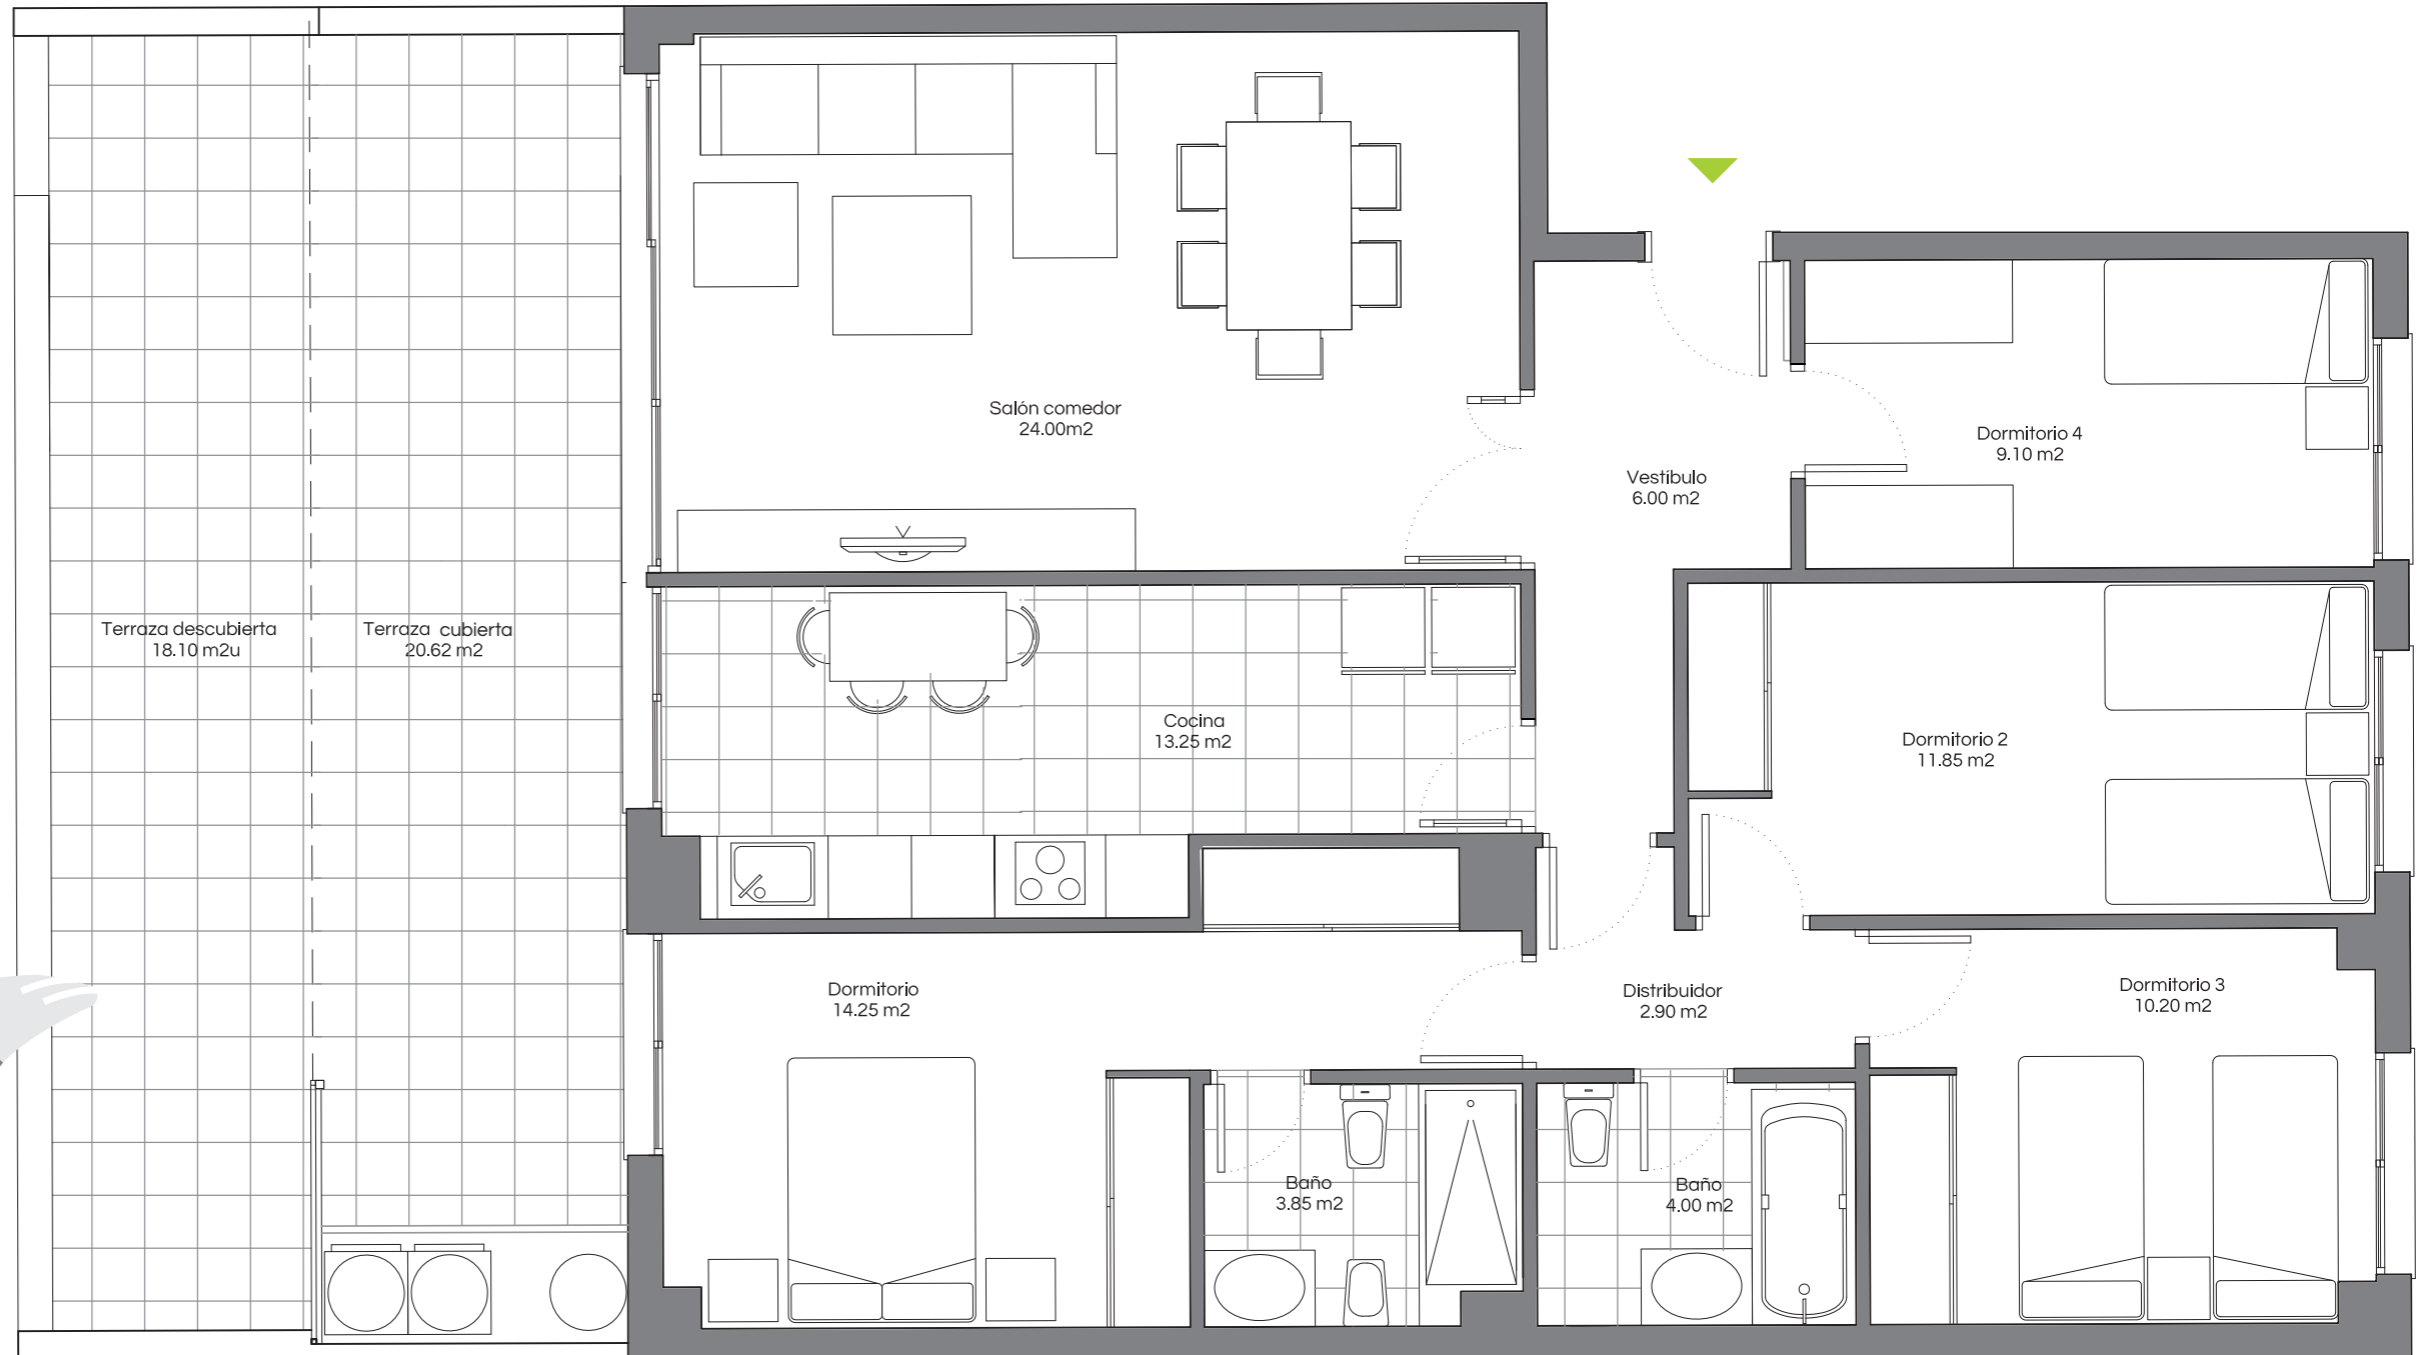 Salón comedor
24.00m2
Dormitorio 4
9.10 m2
Vestíbulo
6.00 m2
Terraza descubierta
18.10 m2u
Terraza cubierta
20.62 m2
Cocina
13.25 m2
Dormitorio 2
11.85 m2
Dormitorio
14.25 m2
Distribuidor
2.90 m2
Dormitorio 3
10.20 m2
Baño
3.85 m2
Baño
4.00 m2